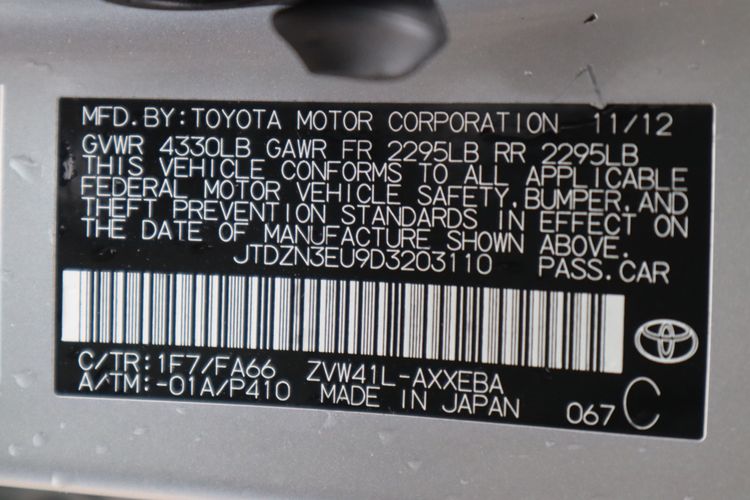 MFD. BY: TOYOTA MOTOR CORPORATION 11/12
GVWR 4330LB GAWR FR 2295LB RR 2295LB
THIS VEHICLE CONFORMS TO ALL APPLICABLE
FEDERAL MOTOR VEHICLE SAFETY, BUMPER, AND
THEFT PREVENTION STANDARDS IN EFFECT ON
THE DATE OF MANUFACTURE SHOWN ABOVE.
JTDZN3EU9D3203110 PASS. CAR
C/TR: 1F7/FA66 ZVW41L-AXXEBA
A/TM: -01A/P410 MADE IN JAPAN 067 C